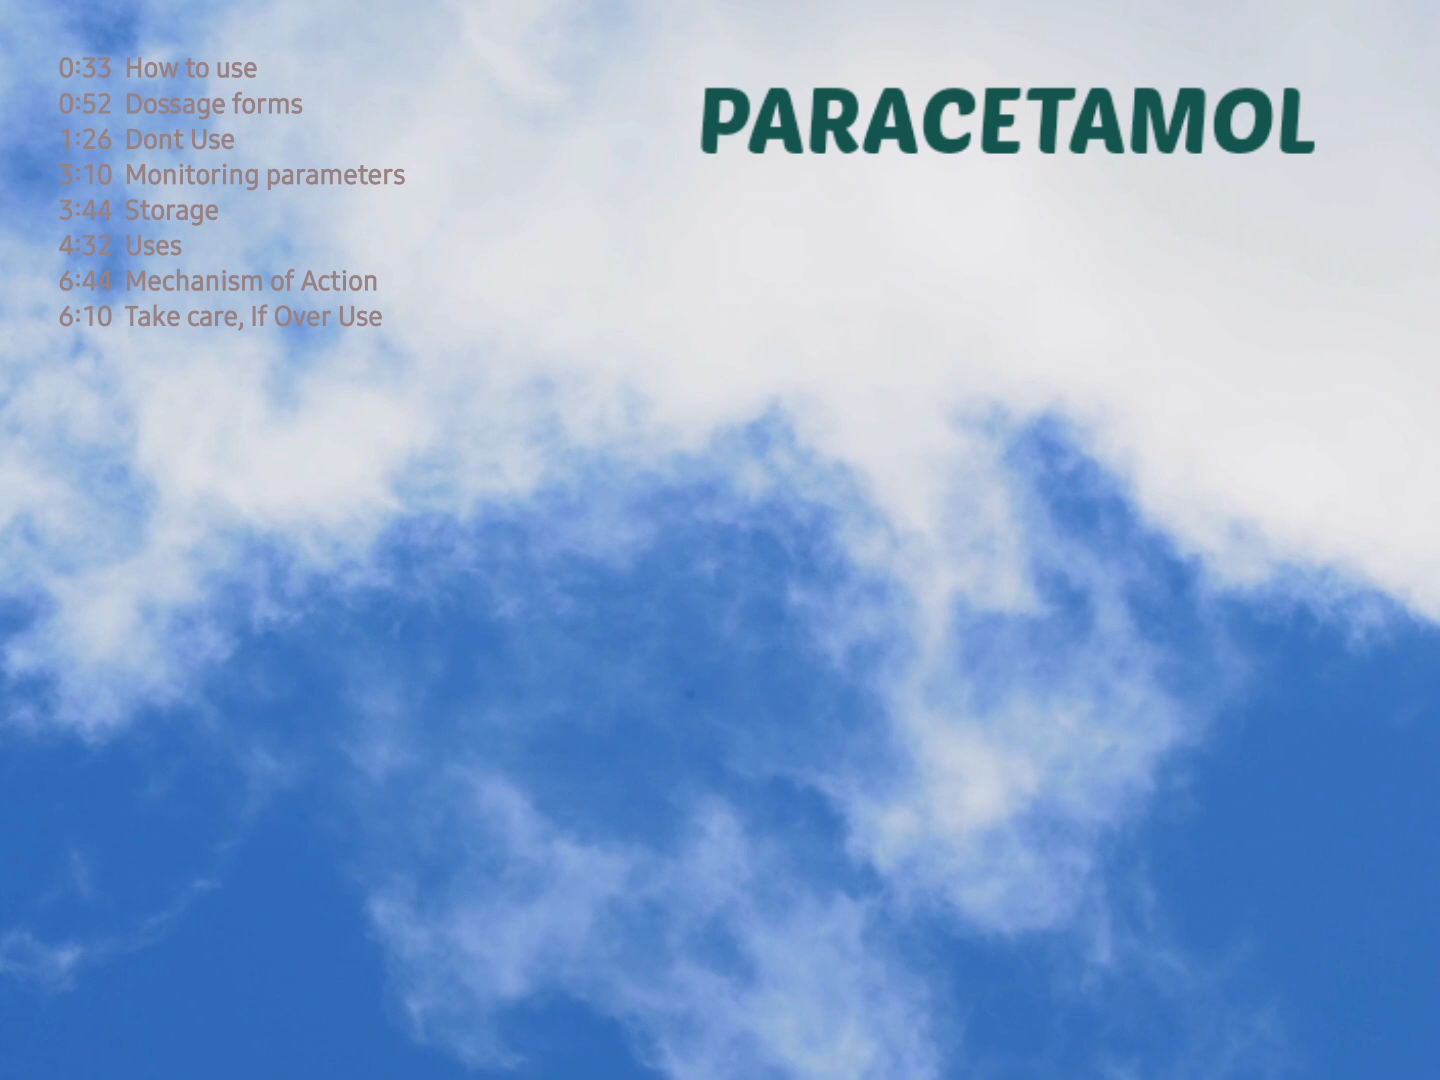 PARACETAMOL
0:33 How to use
0:52 Dossage forms
1:26 Dont Use
3:10 Monitoring parameters
3:44 Storage
4:32 Uses
6:44 Mechanism of Action
6:10 Take care, If Over Use